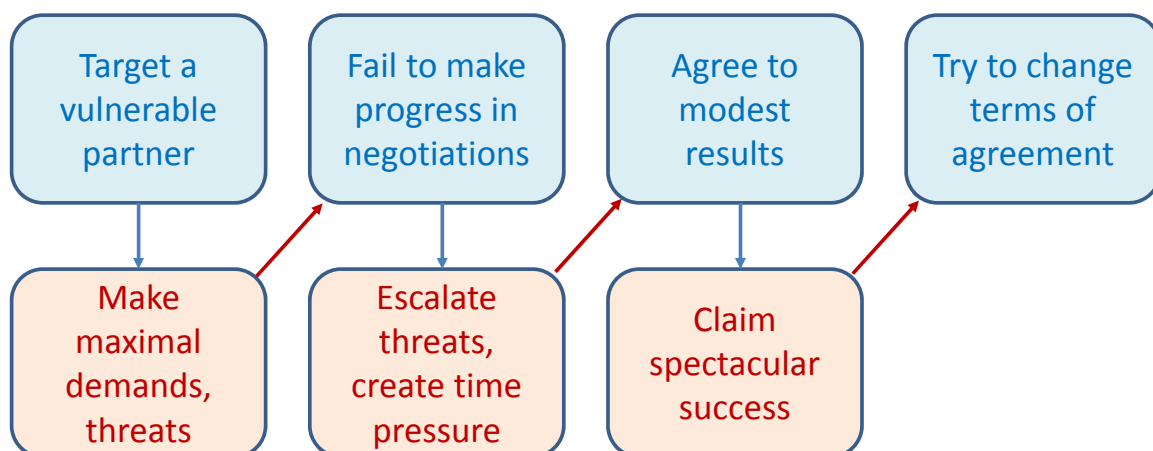 Target a
vulnerable
partner
Make
maximal
demands,
threats
Fail to make
progress in
negotiations
Escalate
threats,
create time
pressure
Agree to
modest
results
Claim
spectacular
success
Try to change
terms of
agreement